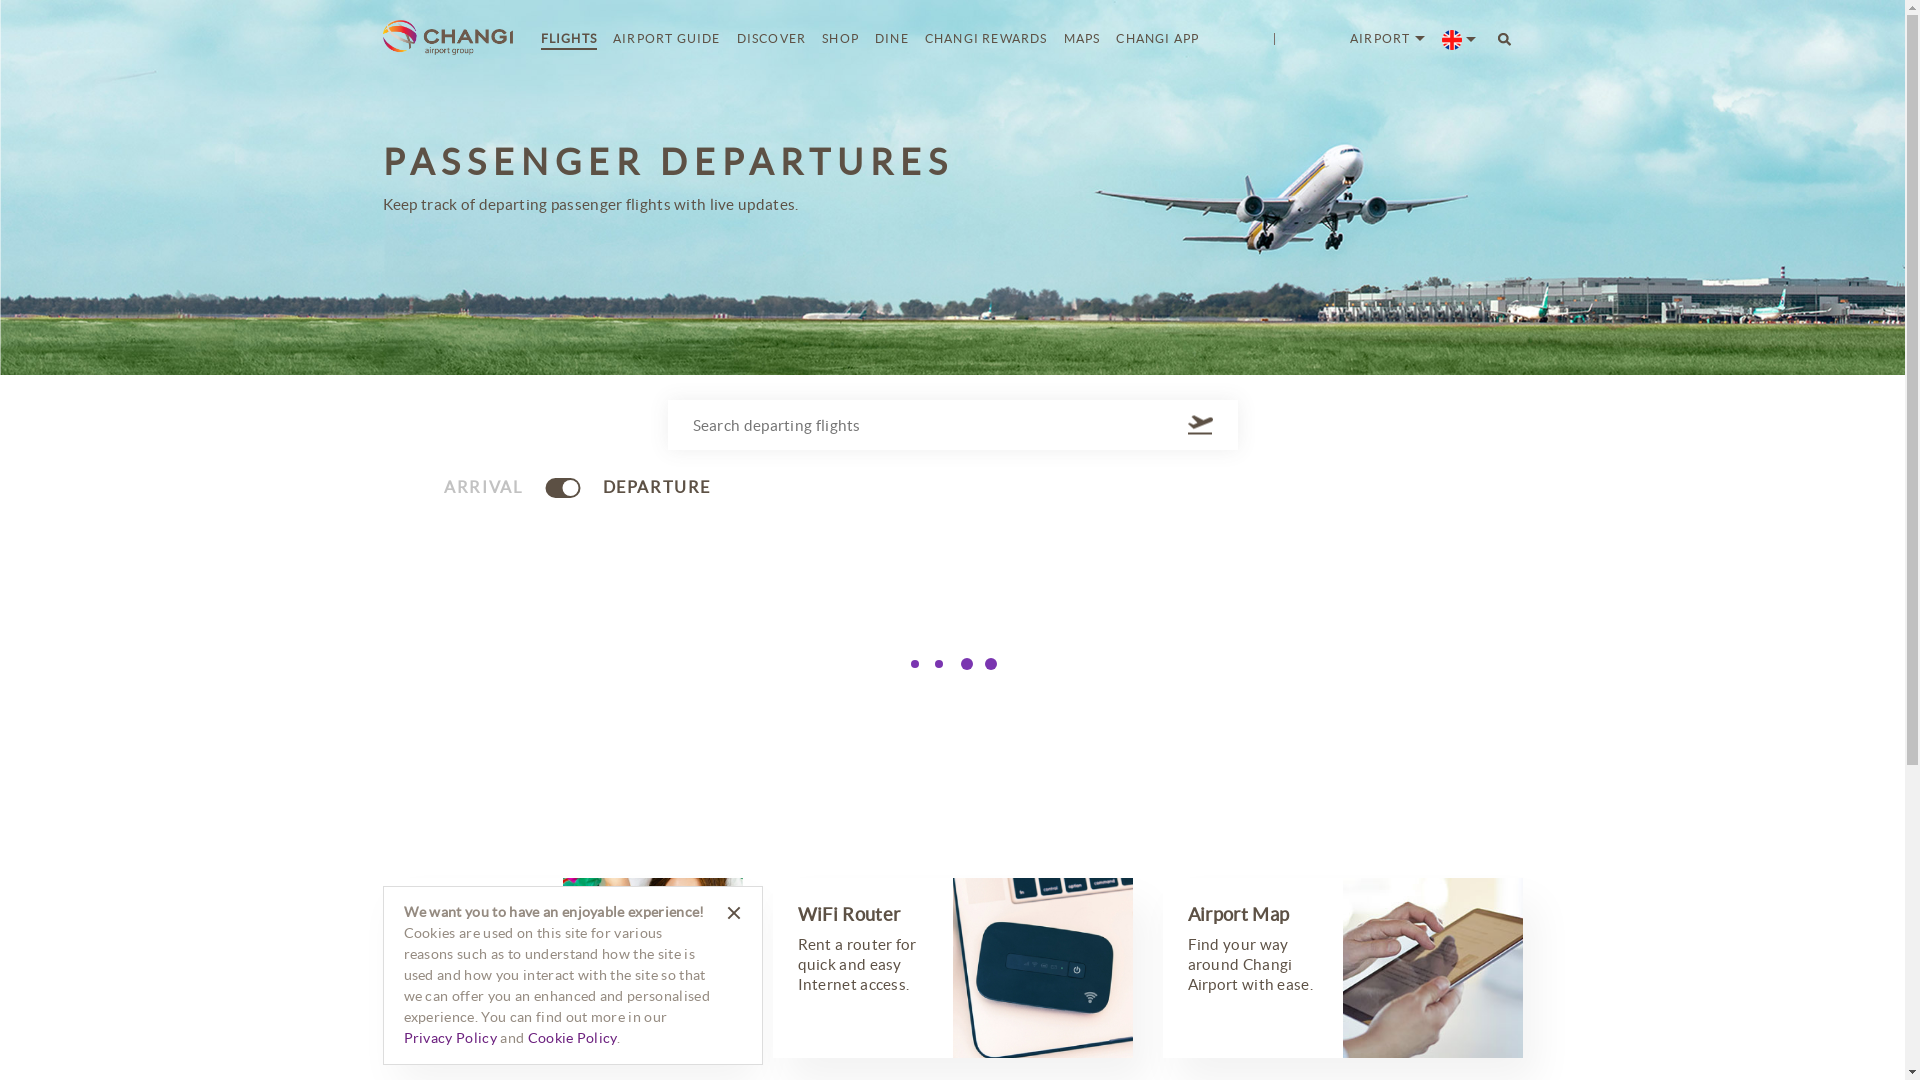 CHANGI
airport group
FLIGHTS
AIRPORT GUIDE
DISCOVER
SHOP
DINE
CHANGI REWARDS
MAPS
CHANGI APP
|
AIRPORT
PASSENGER DEPARTURES
Keep track of departing passenger flights with live updates.
Search departing flights
ARRIVAL
DEPARTURE
We want you to have an enjoyable experience!
Cookies are used on this site for various
reasons such as to understand how the site is
used and how you interact with the site so that
we can offer you an enhanced and personalised
experience. You can find out more in our
Privacy Policy and Cookie Policy.
WiFi Router
Rent a router for
quick and easy
Internet access.
control
option
command
Airport Map
Find your way
around Changi
Airport with ease.